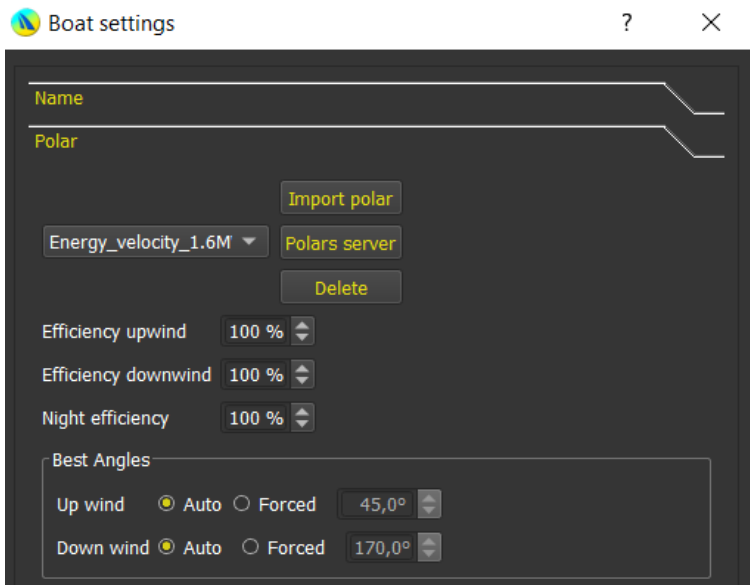 Boat settings ? ×
Name
Polar
Import polar
Energy_velocity_1.6M
Polars server
Delete
Efficiency upwind 100 %
Efficiency downwind 100 %
Night efficiency 100 %
Best Angles
Up wind Auto Forced 45,0°
Down wind Auto Forced 170,0°